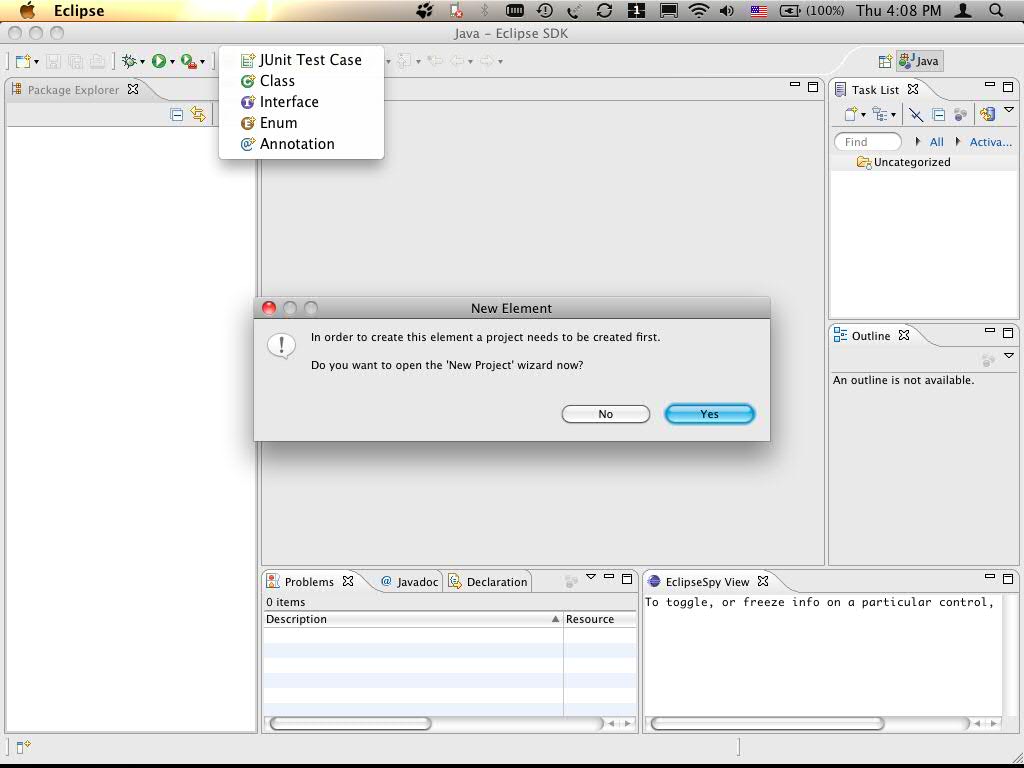 Eclipse
(100%) Thu 4:08 PM
Java – Eclipse SDK
JUnit Test Case
Class
Interface
Enum
Annotation
Java
Package Explorer
Task List
Find
All
Activa...
Uncategorized
New Element
In order to create this element a project needs to be created first.
Do you want to open the 'New Project' wizard now?
No
Yes
Outline
An outline is not available.
Problems
@ Javadoc
Declaration
0 items
Description
Resource
EclipseSpy View
To toggle, or freeze info on a particular control,